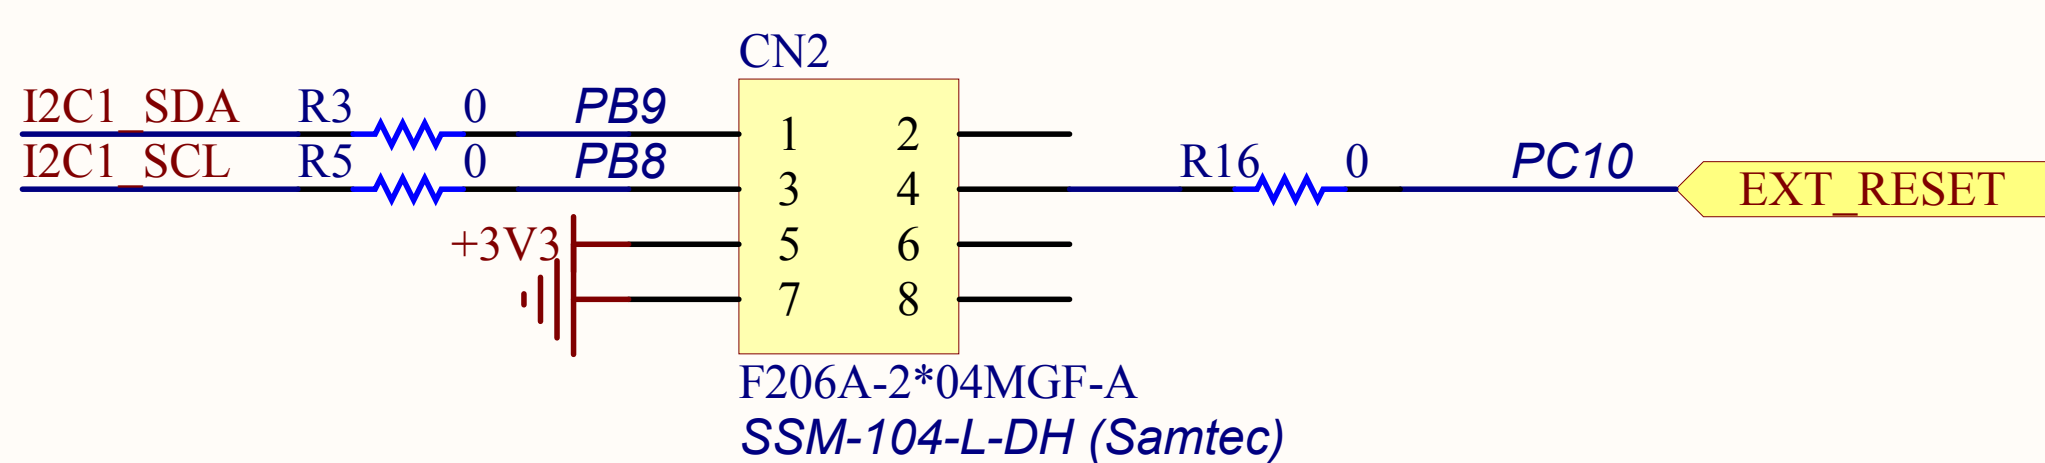 CN2
I2C1_SDA R3 0 PB9 1 2
I2C1_SCL R5 0 PB8 3 4 R16 0 PC10 EXT_RESET
+3V3 5 6
7 8
F206A-2*04MGF-A
SSM-104-L-DH (Samtec)